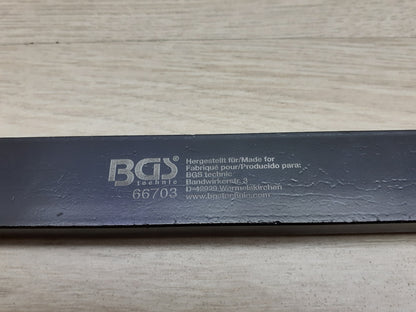 BGS®
technic
66703
Hergestellt für/Made for
Fabriqué pour/Producido para:
BGS technic
Bandwirkerstr. 3
D-42929 Wermelskirchen
www.bgstechnic.com